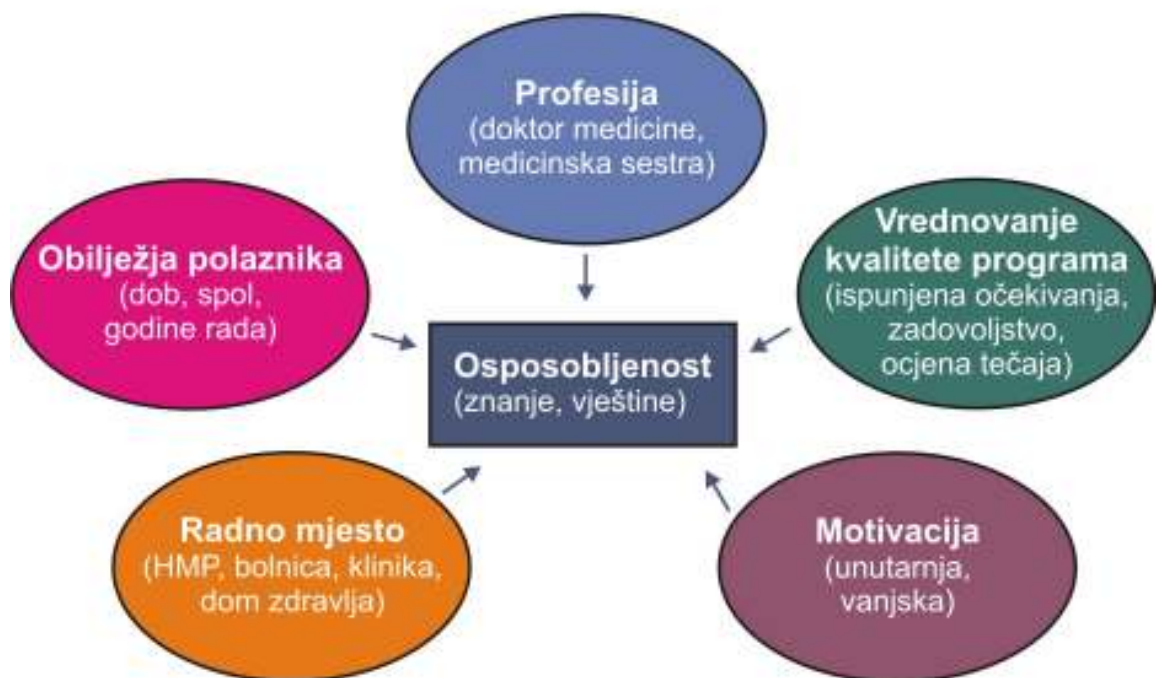 Profesija
(doktor medicine,
medicinska sestra)
Obilježja polaznika
(dob, spol,
godine rada)
Vrednovanje
kvalitete programa
(ispunjena očekivanja,
zadovoljstvo,
ocjena tečaja)
Osposobljenost
(znanje, vještine)
Radno mjesto
(HMP, bolnica, klinika,
dom zdravlja)
Motivacija
(unutarnja,
vanjska)